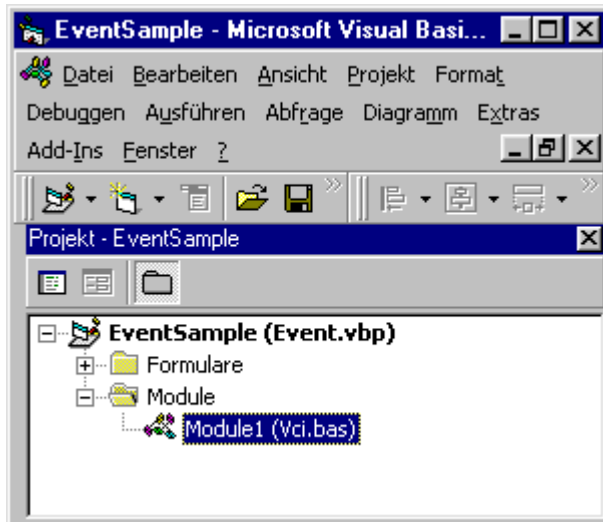 EventSample - Microsoft Visual Basi...
Datei Bearbeiten Ansicht Projekt Format
Debuggen Ausführen Abfrage Diagramm Extras
Add-Ins Fenster ?
Projekt - EventSample
EventSample (Event.vbp)
Formulare
Module
Module1 (Vci.bas)